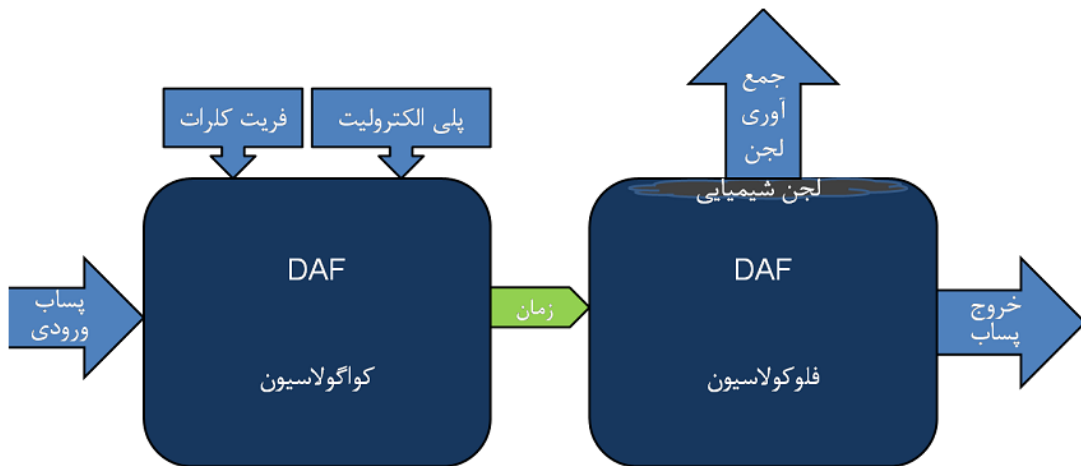 جمع
آوری
لجن
فریت کلرات
پلی الکترولیت
لجن شیمیایی
DAF
DAF
پساب
ورودی
زمان
خروج
پساب
کواگولاسیون
فلوکولاسیون